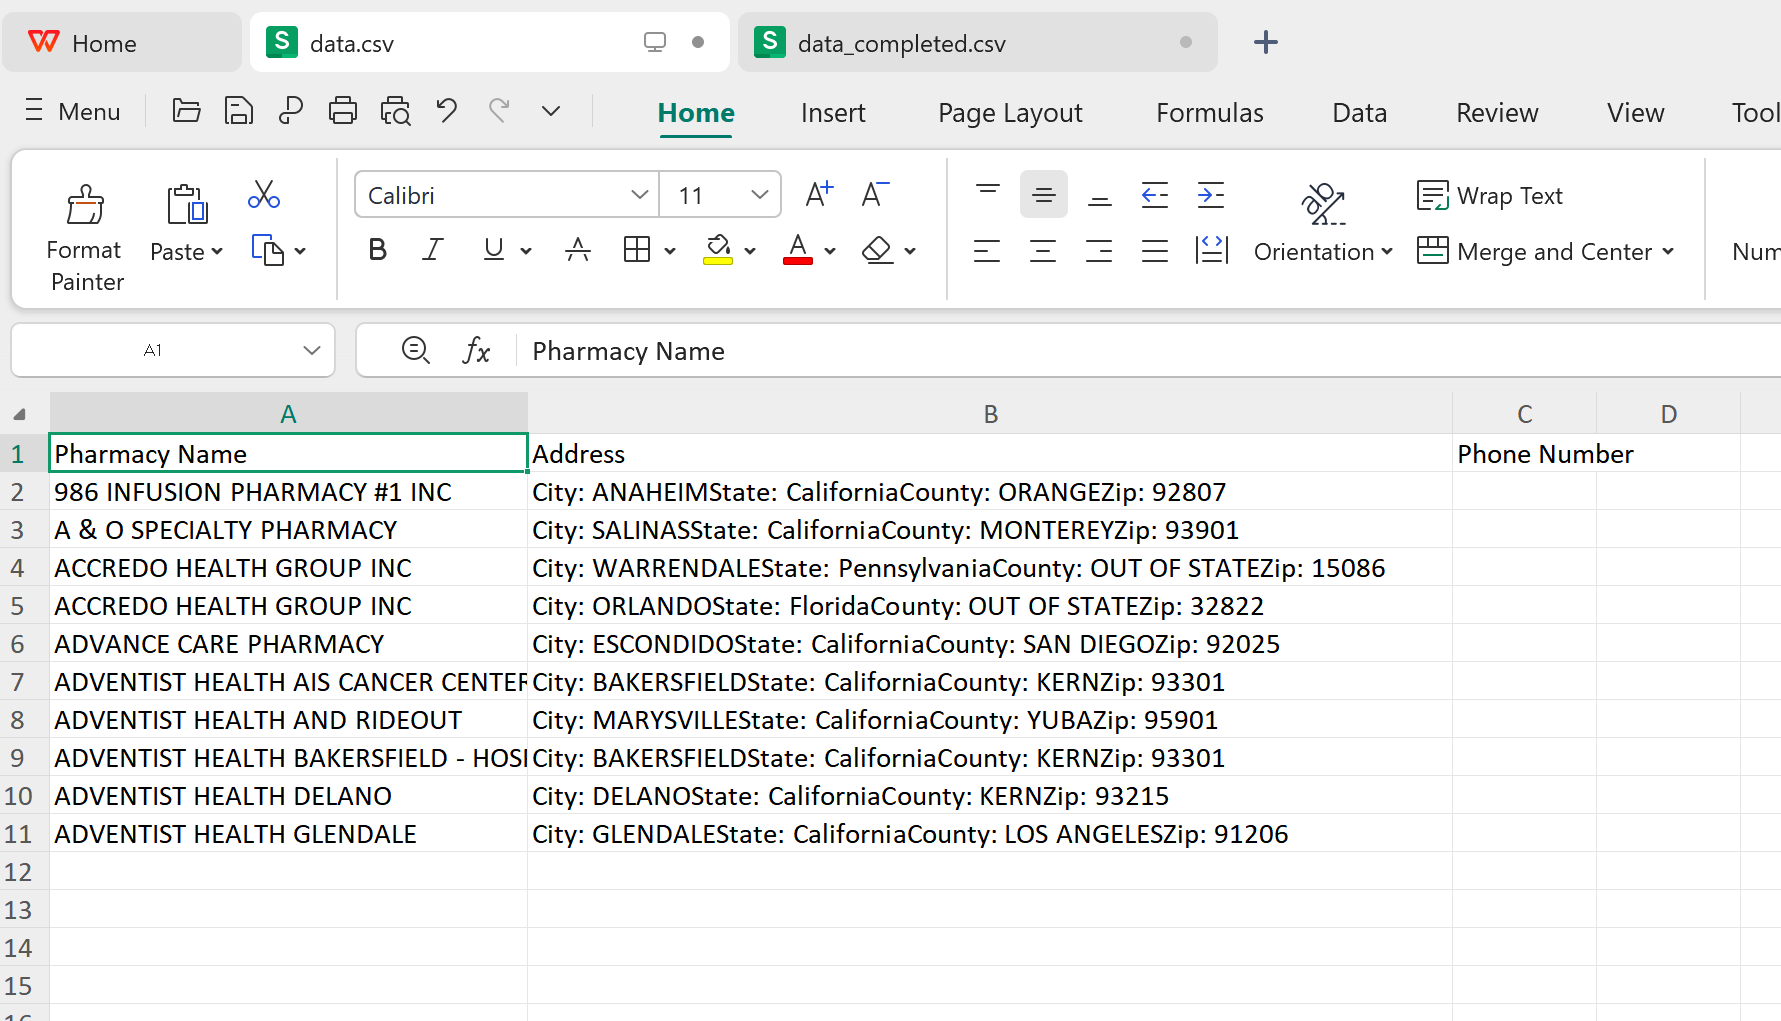 Home
data.csv
data_completed.csv
Menu
Home Insert Page Layout Formulas Data Review View Tool
Format Painter
Paste
Calibri 11
Orientation
Wrap Text
Merge and Center
Num
A1 fx Pharmacy Name
A B C D
1 Pharmacy Name Address Phone Number
2 986 INFUSION PHARMACY #1 INC City: ANAHEIMState: CaliforniaCounty: ORANGEZip: 92807
3 A & O SPECIALTY PHARMACY City: SALINASState: CaliforniaCounty: MONTEREYZip: 93901
4 ACCREDO HEALTH GROUP INC City: WARRENDALEState: PennsylvaniaCounty: OUT OF STATEZip: 15086
5 ACCREDO HEALTH GROUP INC City: ORLANDOState: FloridaCounty: OUT OF STATEZip: 32822
6 ADVANCE CARE PHARMACY City: ESCONDIDOState: CaliforniaCounty: SAN DIEGOZip: 92025
7 ADVENTIST HEALTH AIS CANCER CENTER City: BAKERSFIELDState: CaliforniaCounty: KERNZip: 93301
8 ADVENTIST HEALTH AND RIDEOUT City: MARYSVILLEState: CaliforniaCounty: YUBAZip: 95901
9 ADVENTIST HEALTH BAKERSFIELD - HOSI City: BAKERSFIELDState: CaliforniaCounty: KERNZip: 93301
10 ADVENTIST HEALTH DELANO City: DELANOState: CaliforniaCounty: KERNZip: 93215
11 ADVENTIST HEALTH GLENDALE City: GLENDALEState: CaliforniaCounty: LOS ANGELESZip: 91206
12
13
14
15
16